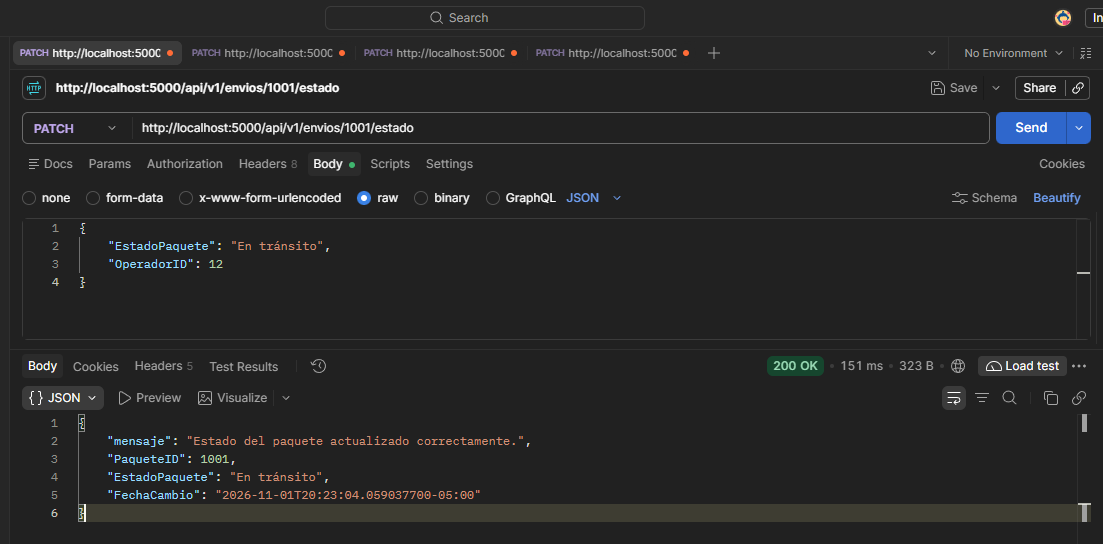 Search
In
PATCH http://localhost:5000 PATCH http://localhost:5000 PATCH http://localhost:5000 PATCH http://localhost:5000 No Environment
HTTP http://localhost:5000/api/v1/envios/1001/estado Save Share
PATCH http://localhost:5000/api/v1/envios/1001/estado Send
Docs Params Authorization Headers 8 Body Scripts Settings Cookies
none form-data x-www-form-urlencoded raw binary GraphQL JSON Schema Beautify
1 {
2 "EstadoPaquete": "En tránsito",
3 "OperadorID": 12
4 }
Body Cookies Headers 5 Test Results 200 OK • 151 ms • 323 B Load test
{} JSON Preview Visualize
1 {
2 "mensaje": "Estado del paquete actualizado correctamente.",
3 "PaqueteID": 1001,
4 "EstadoPaquete": "En tránsito",
5 "FechaCambio": "2026-11-01T20:23:04.059037700-05:00"
6 }